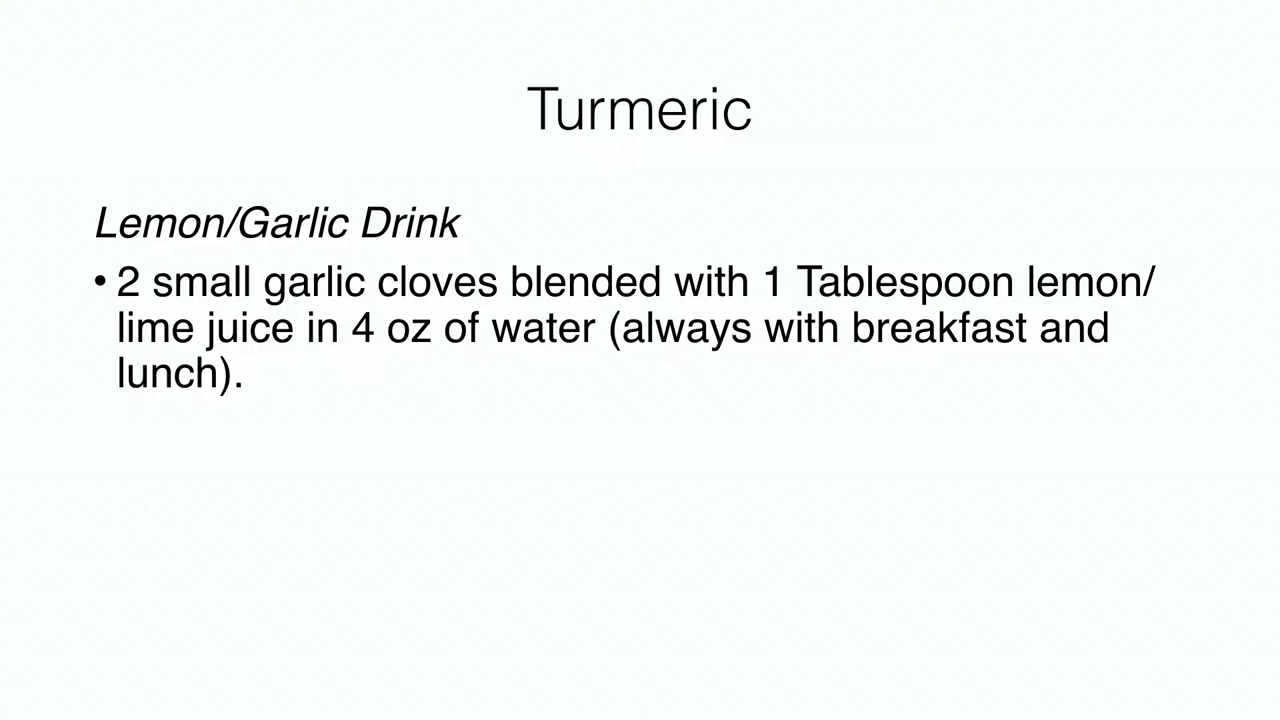 Turmeric
Lemon/Garlic Drink
• 2 small garlic cloves blended with 1 Tablespoon lemon/
lime juice in 4 oz of water (always with breakfast and
lunch).